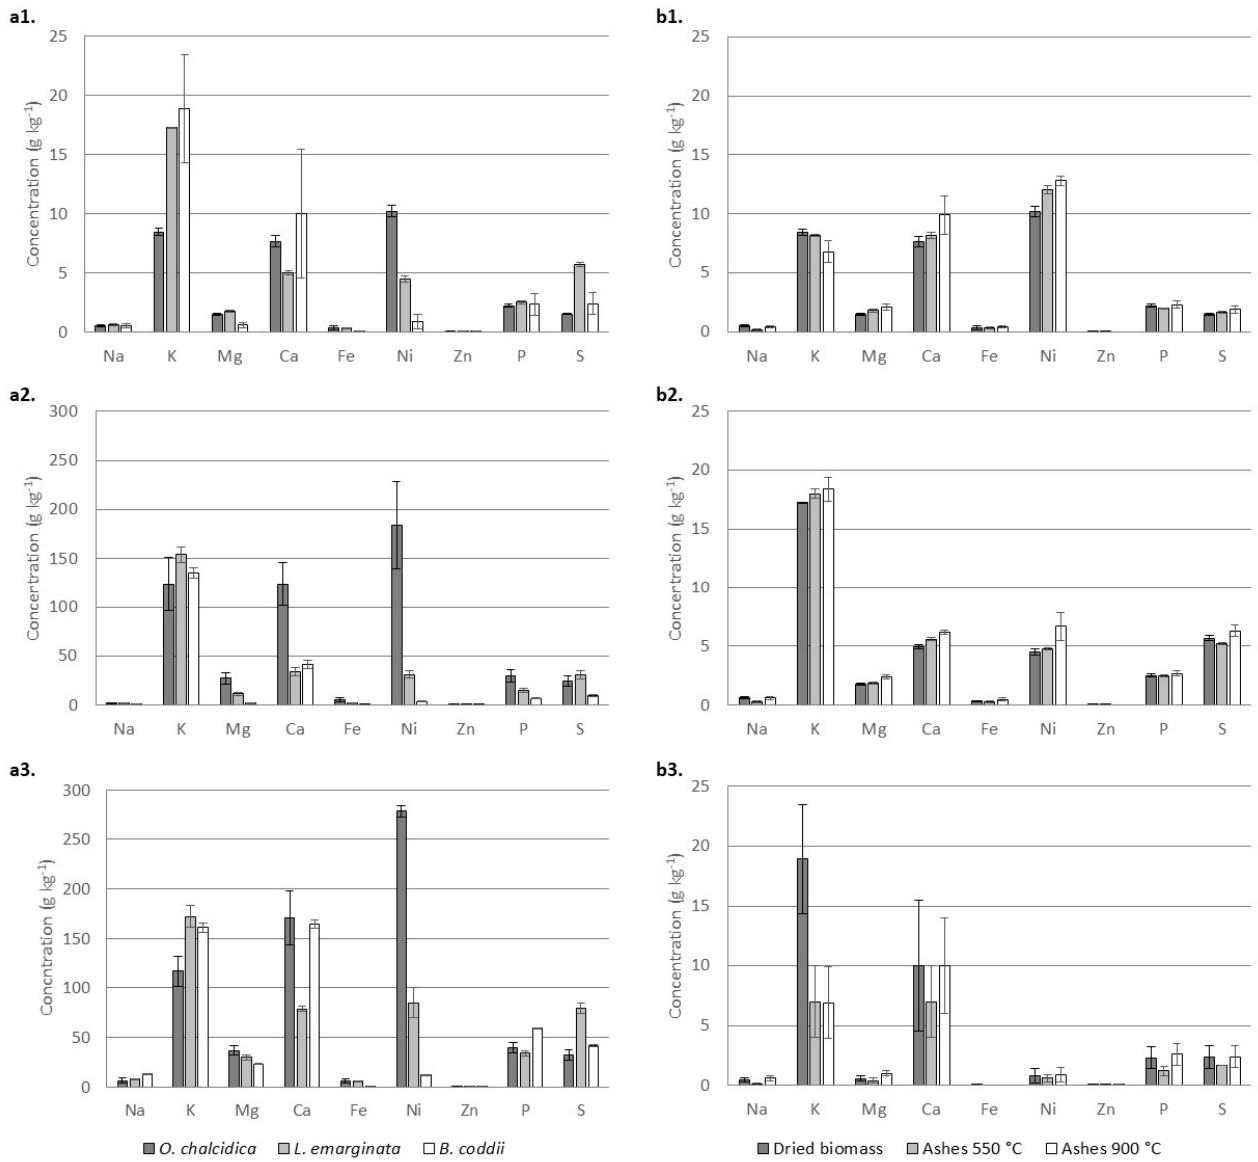 a1.
25
20
15
10
5
0
Concentration (g kg⁻¹)
Na K Mg Ca Fe Ni Zn P S
b1.
25
20
15
10
5
0
Concentration (g kg⁻¹)
Na K Mg Ca Fe Ni Zn P S
a2.
300
250
200
150
100
50
0
Concentration (g kg⁻¹)
Na K Mg Ca Fe Ni Zn P S
b2.
25
20
15
10
5
0
Concentration (g kg⁻¹)
Na K Mg Ca Fe Ni Zn P S
a3.
300
250
200
150
100
50
0
Concentration (g kg⁻¹)
Na K Mg Ca Fe Ni Zn P S
O. chalcidica L. emarginata B. coddii
b3.
25
20
15
10
5
0
Concentration (g kg⁻¹)
Na K Mg Ca Fe Ni Zn P S
Dried biomass Ashes 550 °C Ashes 900 °C